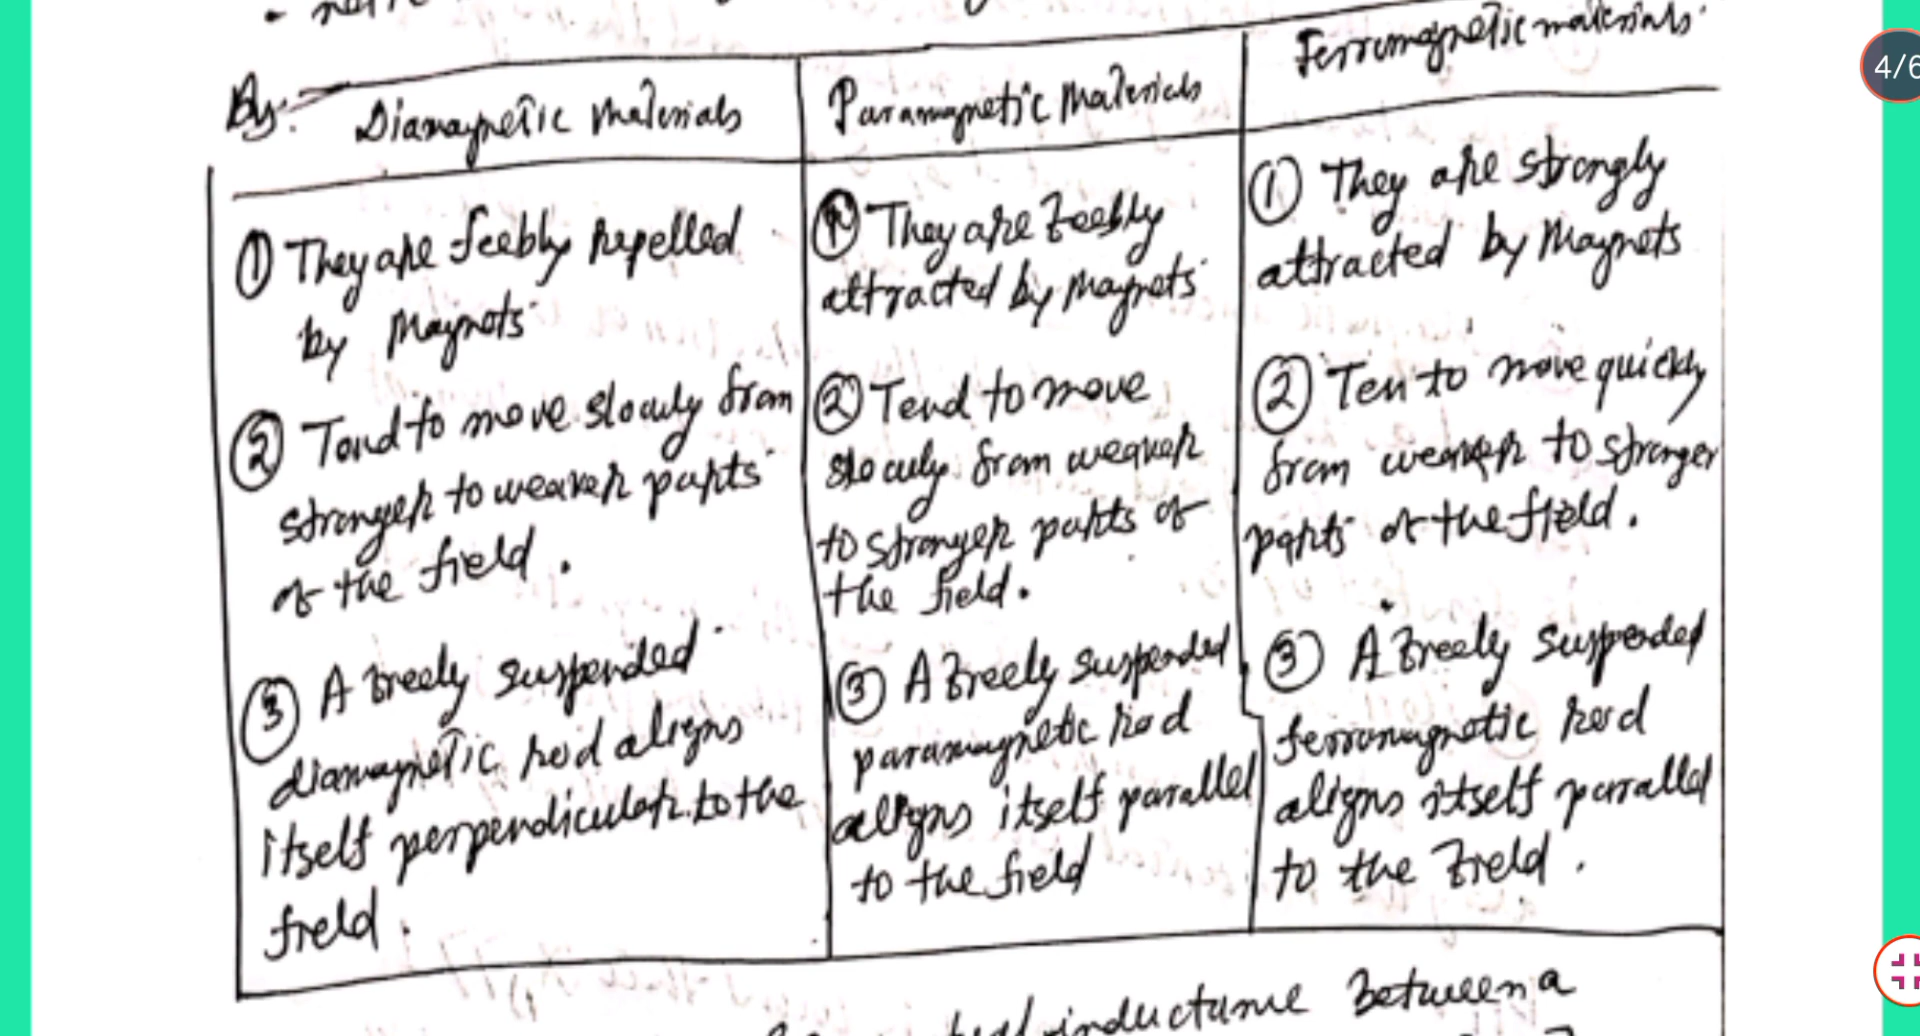 By:- Diamagnetic Materials
Paramagnetic Materials
Ferromagnetic materials
① They are feebly repelled
by Magnets
② Tend to move slowly from
stronger to weaker parts
of the field.
③ A freely suspended
diamagnetic rod aligns
itself perpendicular to the
field.
① They are feebly
attracted by Magnets
② Tend to move
slowly from weaker
to stronger parts of
the field.
③ A freely suspended
paramagnetic rod
aligns itself parallel
to the field
① They are strongly
attracted by Magnets
② Ten to move quickly
from weaker to stronger
parts of the field.
③ A freely suspended
ferromagnetic rod
aligns itself parallel
to the field.
inductance between a
4/6